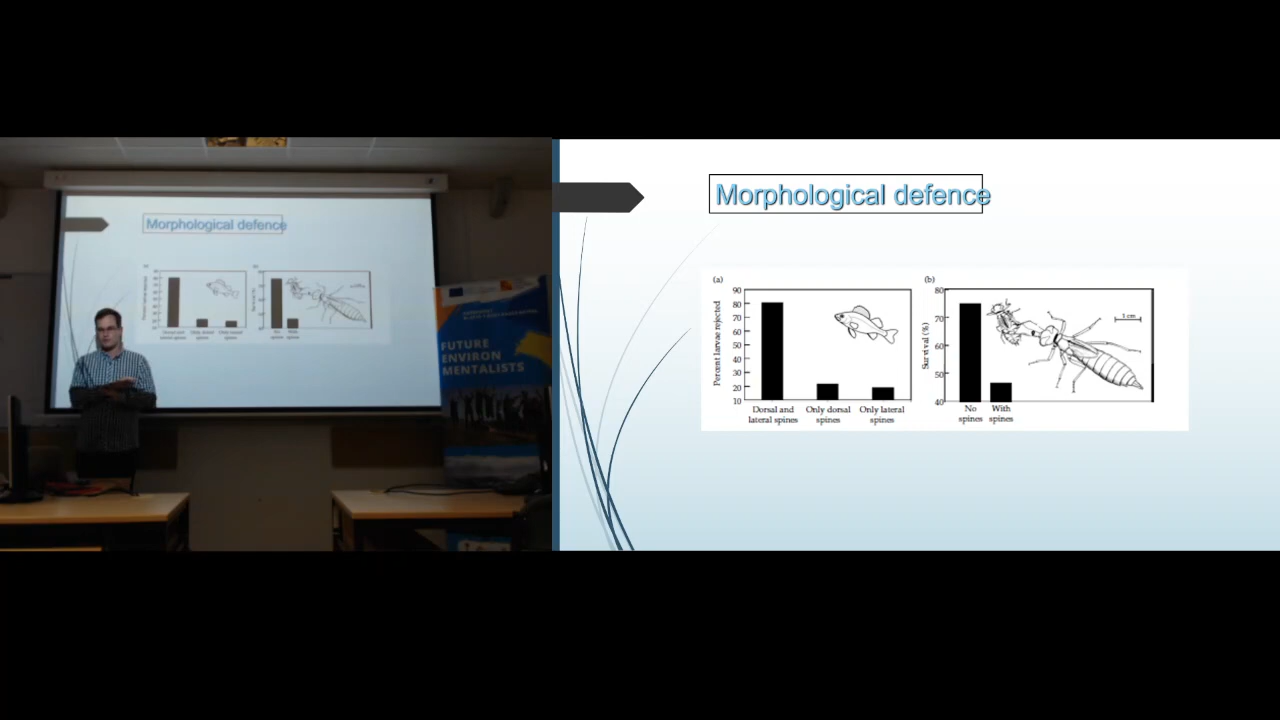 Morphological defence
FUTURE
ENVIRON
MENTALISTS
Morphological defence
(a)
Percent larvae rejected
90
80
70
60
50
40
30
20
10
Dorsal and
lateral spines
Only dorsal
spines
Only lateral
spines
(b)
Survival (%)
80
70
60
50
40
1 cm
No
spines
With
spines